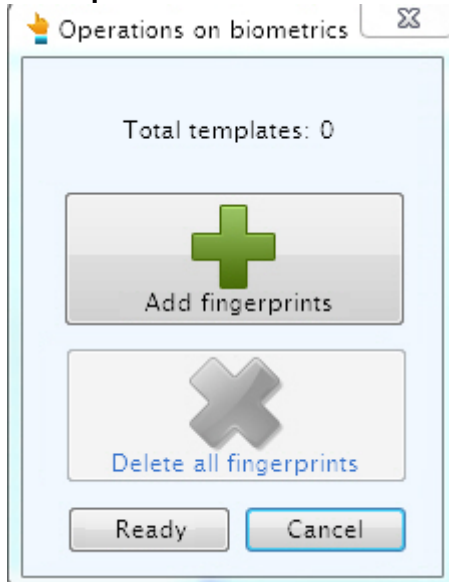 Operations on biometrics
Total templates: 0
Add fingerprints
Delete all fingerprints
Ready Cancel